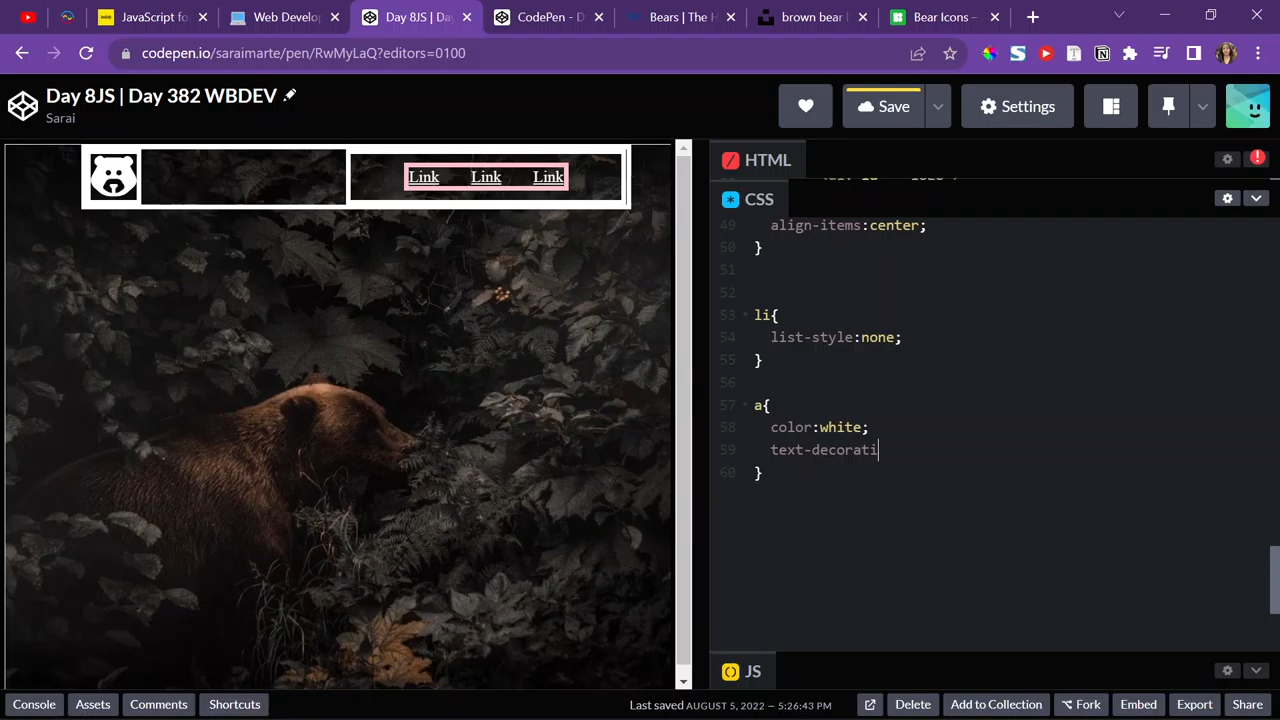 JavaScript fo
Web Develop
Day 8JS | Da
CodePen - D
Bears | The H
brown bear b
Bear Icons –
codepen.io/saraimarte/pen/RwMyLaQ?editors=0100
Day 8JS | Day 382 WBDEV
Sarai
Save
Settings
HTML
CSS
Link Link Link
49 align-items:center;
50 }
51
52
53 li{
54 list-style:none;
55 }
56
57 a{
58 color:white;
59 text-decorati
60 }
JS
Console
Assets
Comments
Shortcuts
Last saved AUGUST 5, 2022 — 5:26:43 PM
Delete
Add to Collection
Fork
Embed
Export
Share